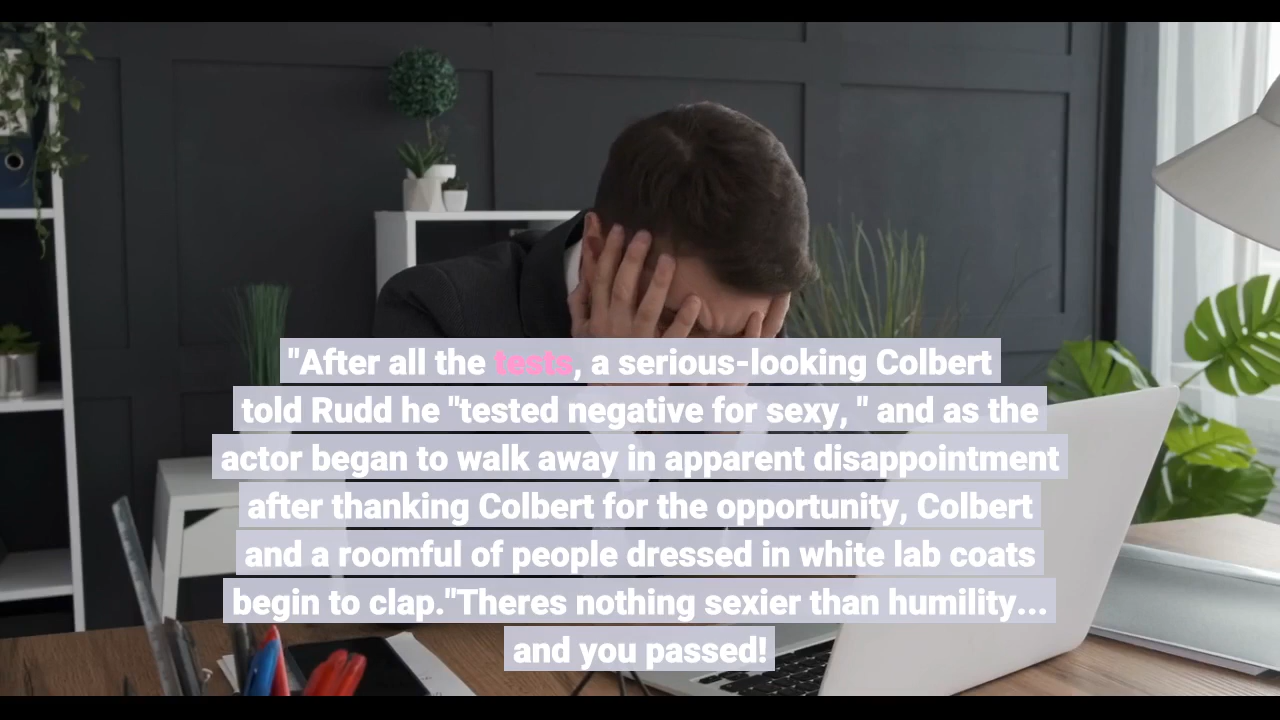 "After all the tests, a serious-looking Colbert
told Rudd he "tested negative for sexy, " and as the
actor began to walk away in apparent disappointment
after thanking Colbert for the opportunity, Colbert
and a roomful of people dressed in white lab coats
begin to clap."Theres nothing sexier than humility...
and you passed!